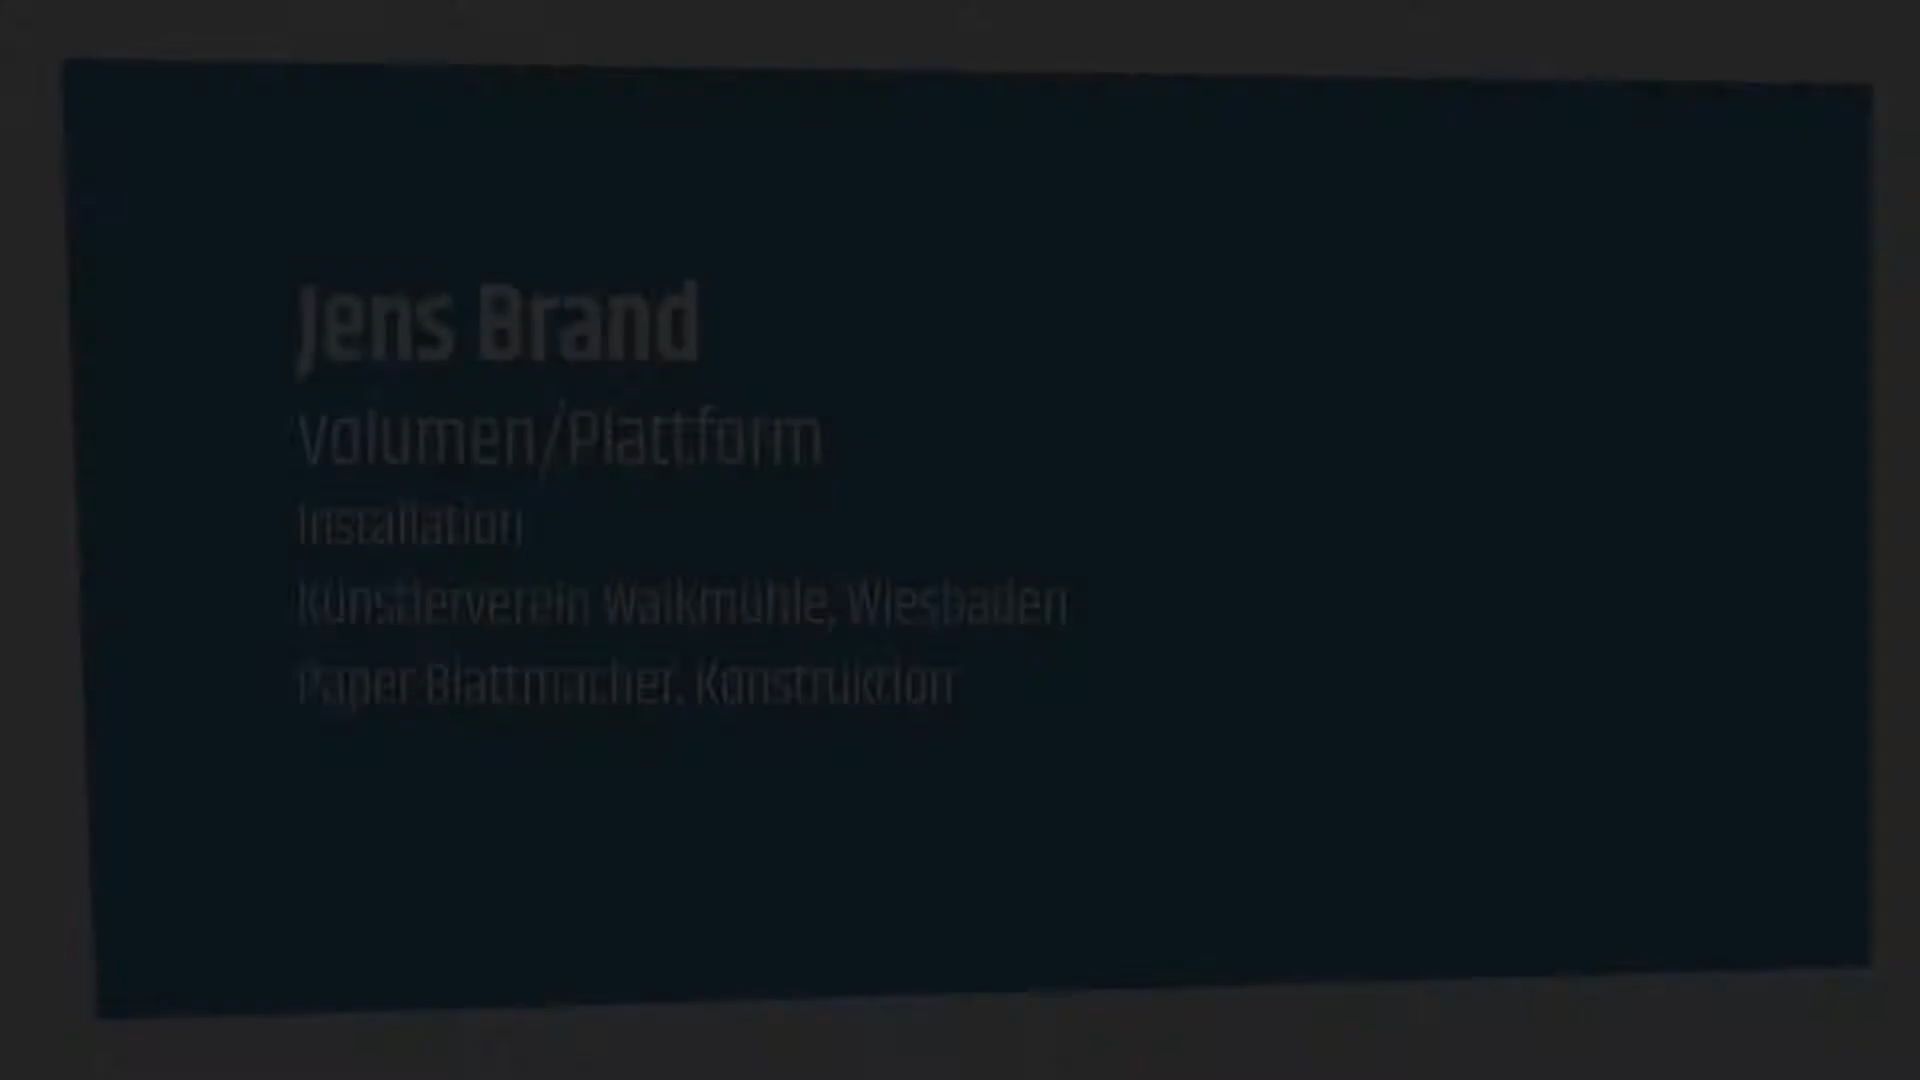 Jens Brand
Volumen/Plattform
Installation
Künstlerverein Walkmühle, Wiesbaden
Paper Blattmacher, Konstruktion